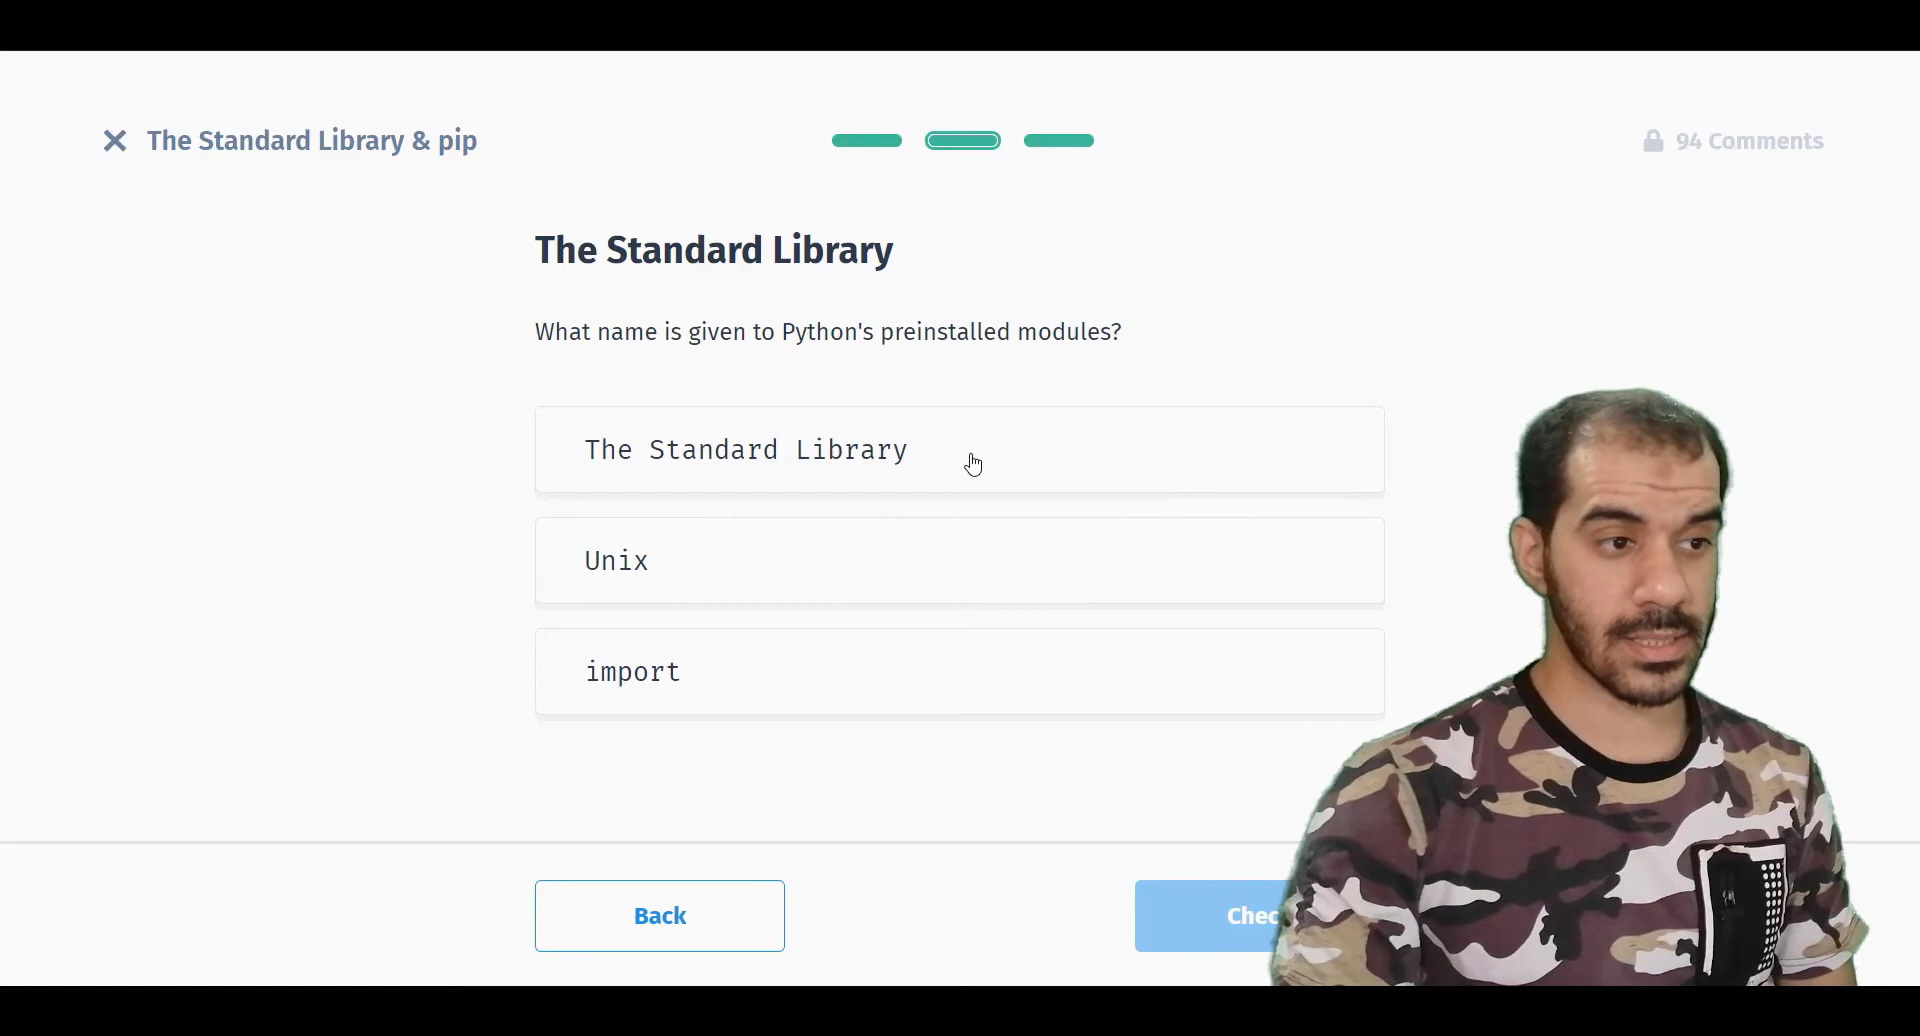 The Standard Library & pip
94 Comments
The Standard Library
What name is given to Python's preinstalled modules?
The Standard Library
Unix
import
Back
Chec